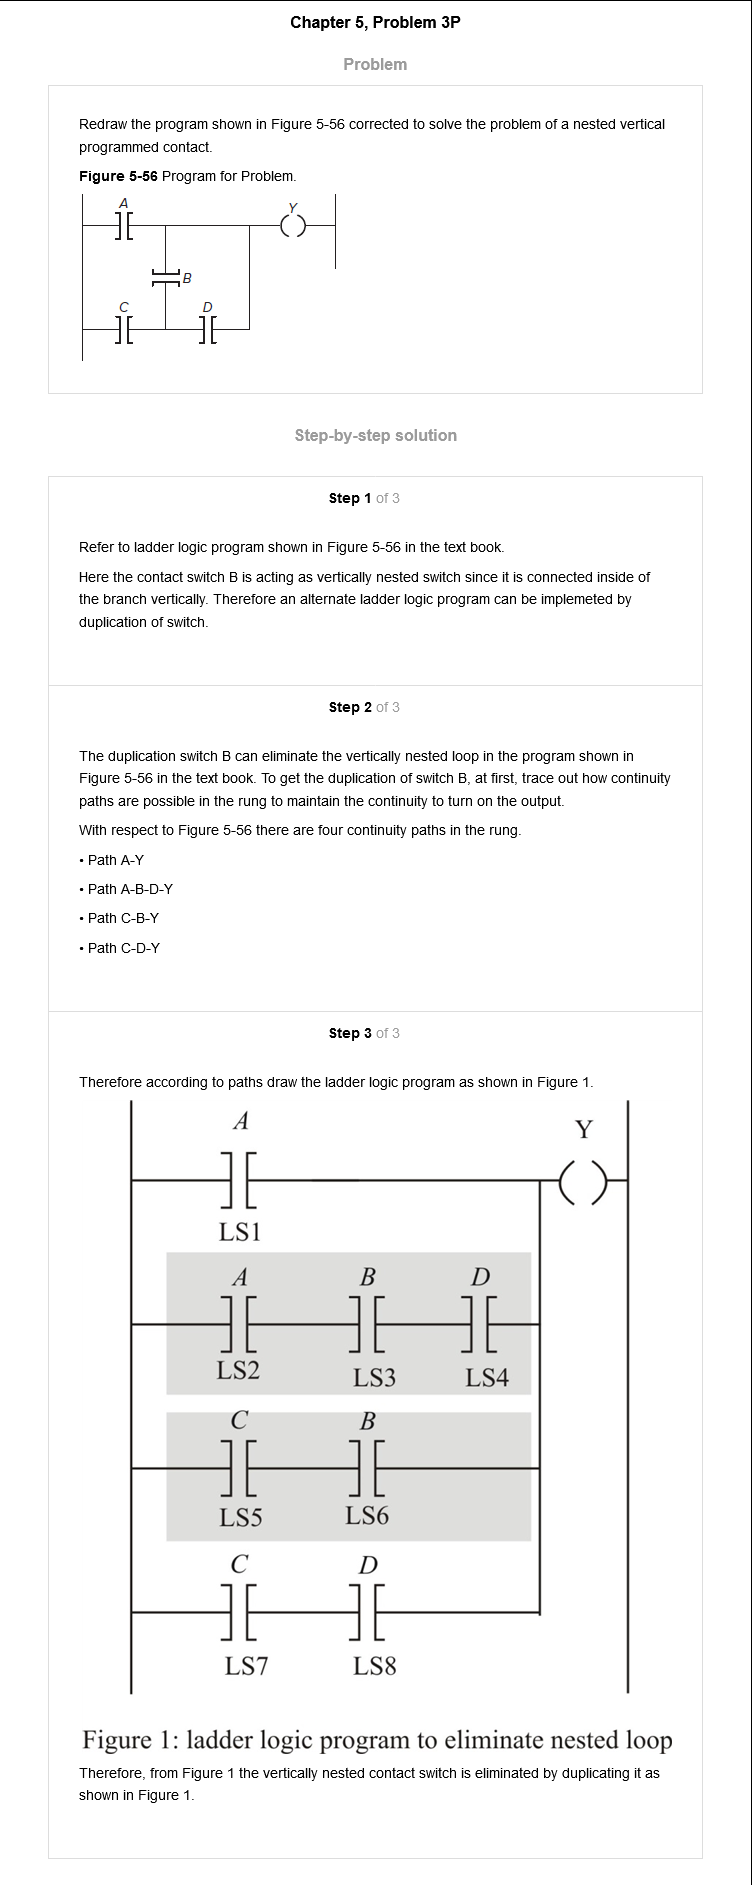 Chapter 5, Problem 3P
Problem
Redraw the program shown in Figure 5-56 corrected to solve the problem of a nested vertical
programmed contact.
Figure 5-56 Program for Problem.
A
Y
B
C
D
Step-by-step solution
Step 1 of 3
Refer to ladder logic program shown in Figure 5-56 in the text book.
Here the contact switch B is acting as vertically nested switch since it is connected inside of
the branch vertically. Therefore an alternate ladder logic program can be implemeted by
duplication of switch.
Step 2 of 3
The duplication switch B can eliminate the vertically nested loop in the program shown in
Figure 5-56 in the text book. To get the duplication of switch B, at first, trace out how continuity
paths are possible in the rung to maintain the continuity to turn on the output.
With respect to Figure 5-56 there are four continuity paths in the rung.
• Path A-Y
• Path A-B-D-Y
• Path C-B-Y
• Path C-D-Y
Step 3 of 3
Therefore according to paths draw the ladder logic program as shown in Figure 1.
A
Y
LS1
A B D
LS2 LS3 LS4
C B
LS5 LS6
C D
LS7 LS8
Figure 1: ladder logic program to eliminate nested loop
Therefore, from Figure 1 the vertically nested contact switch is eliminated by duplicating it as
shown in Figure 1.